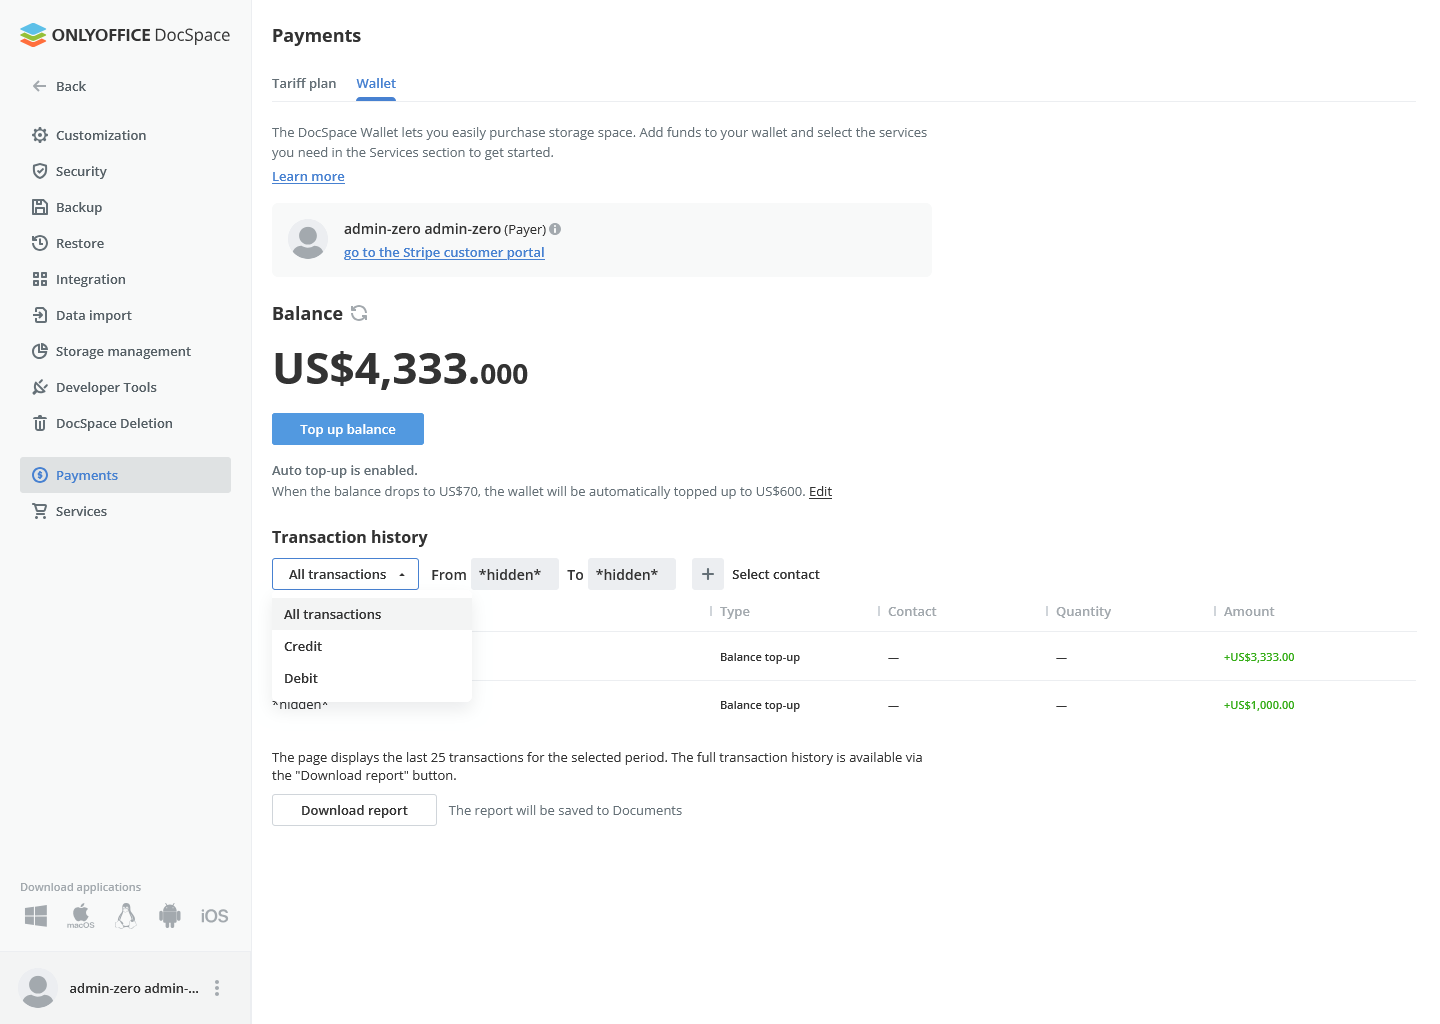 ONLYOFFICE DocSpace
Back
Customization
Security
Backup
Restore
Integration
Data import
Storage management
Developer Tools
DocSpace Deletion
Payments
Services
Download applications
macOS
iOS
admin-zero admin-...
Payments
Tariff plan Wallet
The DocSpace Wallet lets you easily purchase storage space. Add funds to your wallet and select the services
you need in the Services section to get started.
Learn more
admin-zero admin-zero (Payer)
go to the Stripe customer portal
Balance
US$4,333.000
Top up balance
Auto top-up is enabled.
When the balance drops to US$70, the wallet will be automatically topped up to US$600. Edit
Transaction history
All transactions From *hidden* To *hidden* Select contact
All transactions
Credit
Debit
Type Contact Quantity Amount
Balance top-up — — +US$3,333.00
*hidden* Balance top-up — — +US$1,000.00
The page displays the last 25 transactions for the selected period. The full transaction history is available via
the "Download report" button.
Download report The report will be saved to Documents